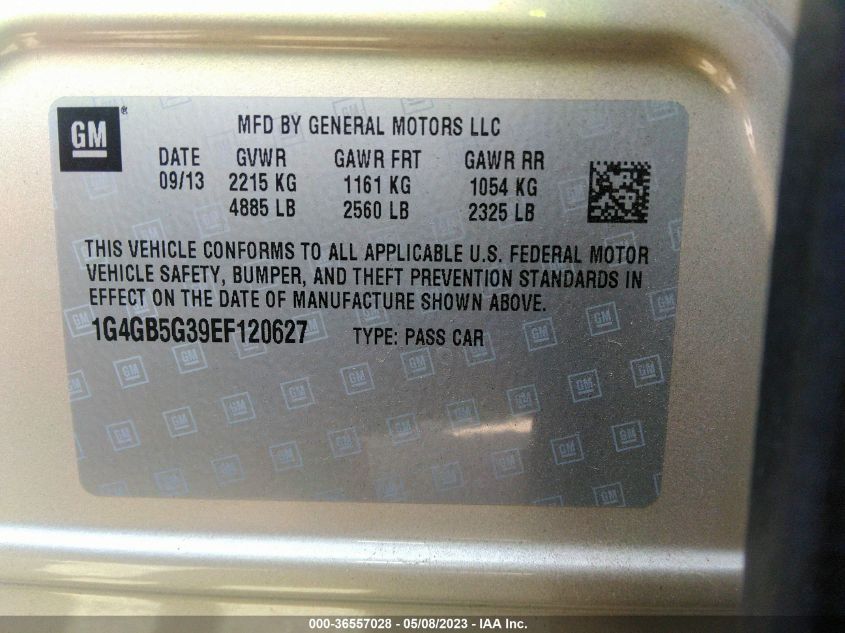 GM ®
MFD BY GENERAL MOTORS LLC
DATE GVWR GAWR FRT GAWR RR
09/13 2215 KG 1161 KG 1054 KG
4885 LB 2560 LB 2325 LB
THIS VEHICLE CONFORMS TO ALL APPLICABLE U.S. FEDERAL MOTOR
VEHICLE SAFETY, BUMPER, AND THEFT PREVENTION STANDARDS IN
EFFECT ON THE DATE OF MANUFACTURE SHOWN ABOVE.
1G4GB5G39EF120627 TYPE: PASS CAR
000-36557028 - 05/08/2023 - IAA Inc.